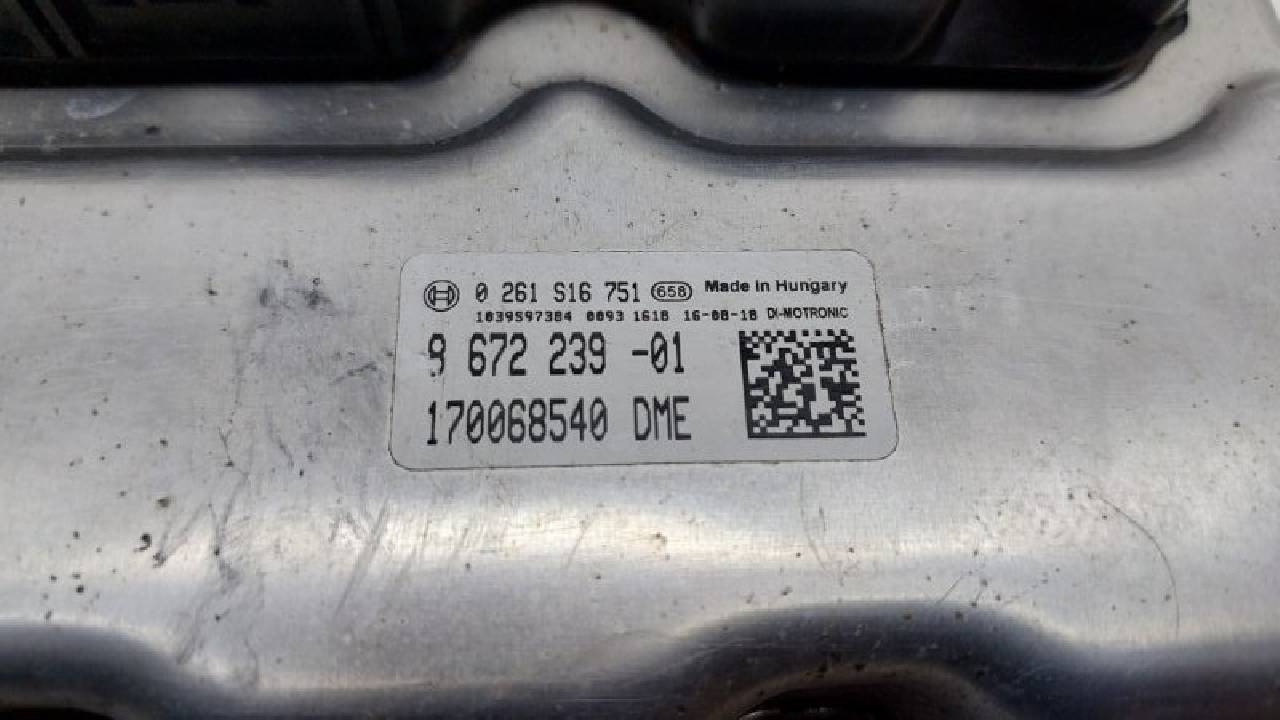 0 261 S16 751 658 Made in Hungary
1039S97384 0093 1618 16-08-18 DI-MOTRONIC
9 672 239 -01
170068540 DME